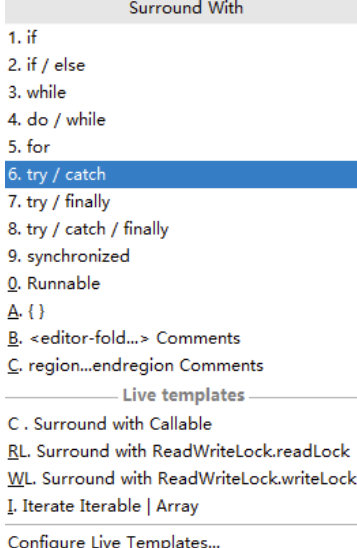 Surround With
1. if
2. if / else
3. while
4. do / while
5. for
6. try / catch
7. try / finally
8. try / catch / finally
9. synchronized
0. Runnable
A. { }
B. <editor-fold...> Comments
C. region...endregion Comments
Live templates
C . Surround with Callable
RL. Surround with ReadWriteLock.readLock
WL. Surround with ReadWriteLock.writeLock
I. Iterate Iterable | Array
Configure Live Templates...